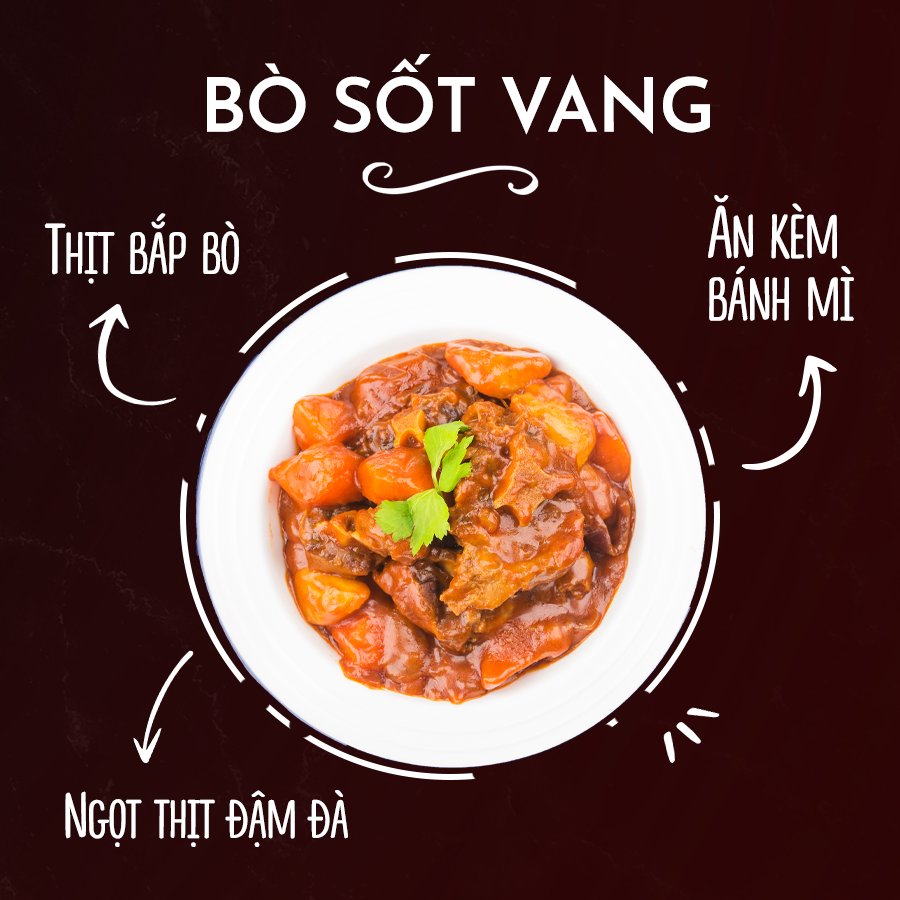 BÒ SỐT VANG
THỊT BẮP BÒ
ĂN KÈM
BÁNH MÌ
NGỌT THỊT ĐẬM ĐÀ